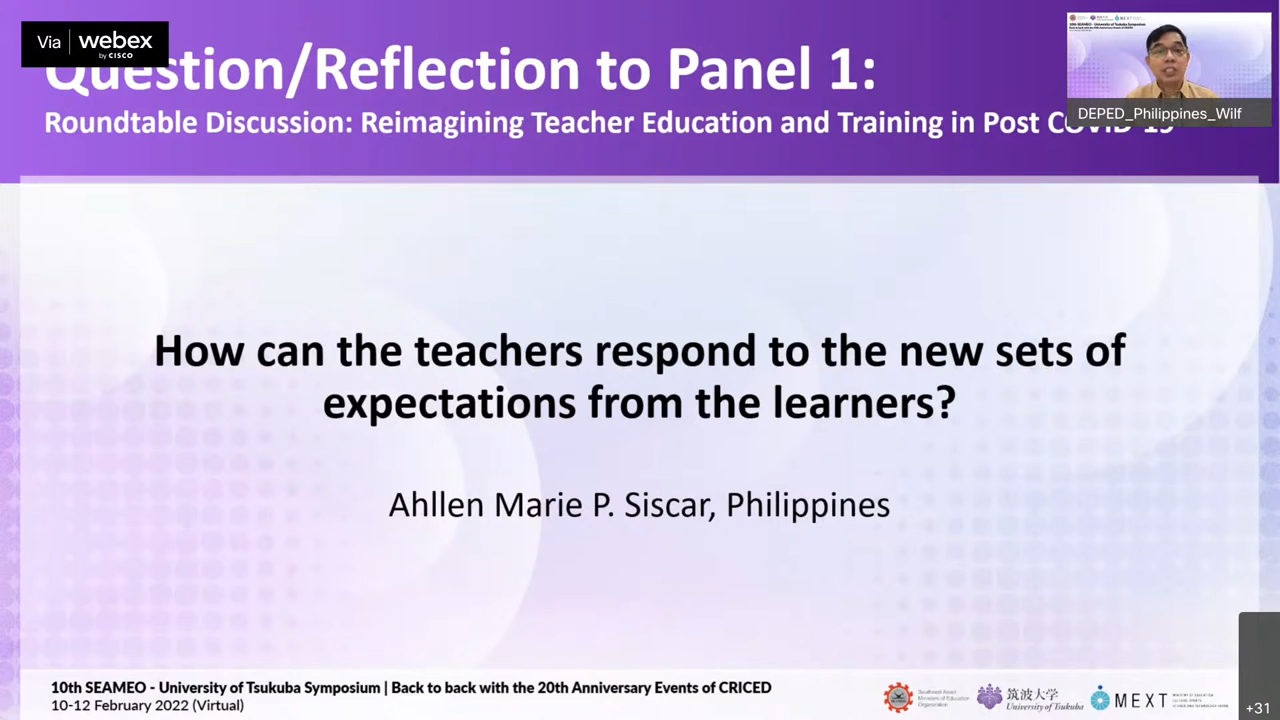 Via webex
by CISCO
Question/Reflection to Panel 1:
Roundtable Discussion: Reimagining Teacher Education and Training in Post COVID-19
DEPED_Philippines_Wilf
How can the teachers respond to the new sets of
expectations from the learners?
Ahllen Marie P. Siscar, Philippines
10th SEAMEO - University of Tsukuba Symposium | Back to back with the 20th Anniversary Events of CRICED
10-12 February 2022 (Virtual)
Southeast Asian
Ministers of Education
Organization
筑波大学
University of Tsukuba
MEXT
+31